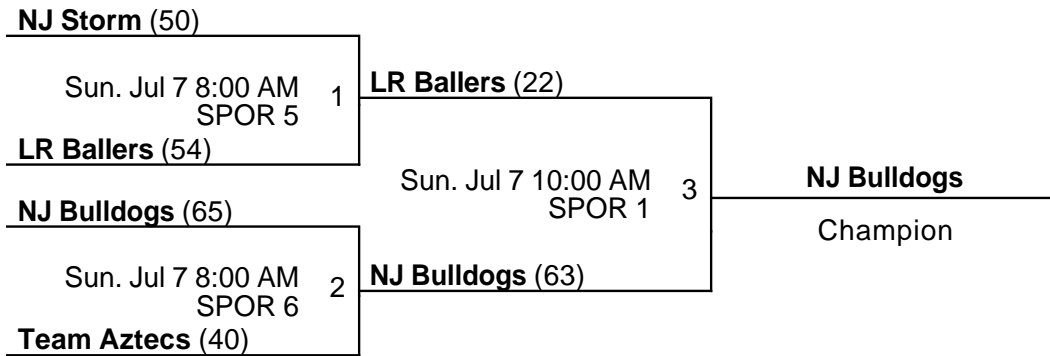 NJ Storm (50)
Sun. Jul 7 8:00 AM
SPOR 5
1
LR Ballers (54)
LR Ballers (22)
NJ Bulldogs (65)
Sun. Jul 7 8:00 AM
SPOR 6
2
Team Aztecs (40)
NJ Bulldogs (63)
Sun. Jul 7 10:00 AM
SPOR 1
3
NJ Bulldogs
Champion